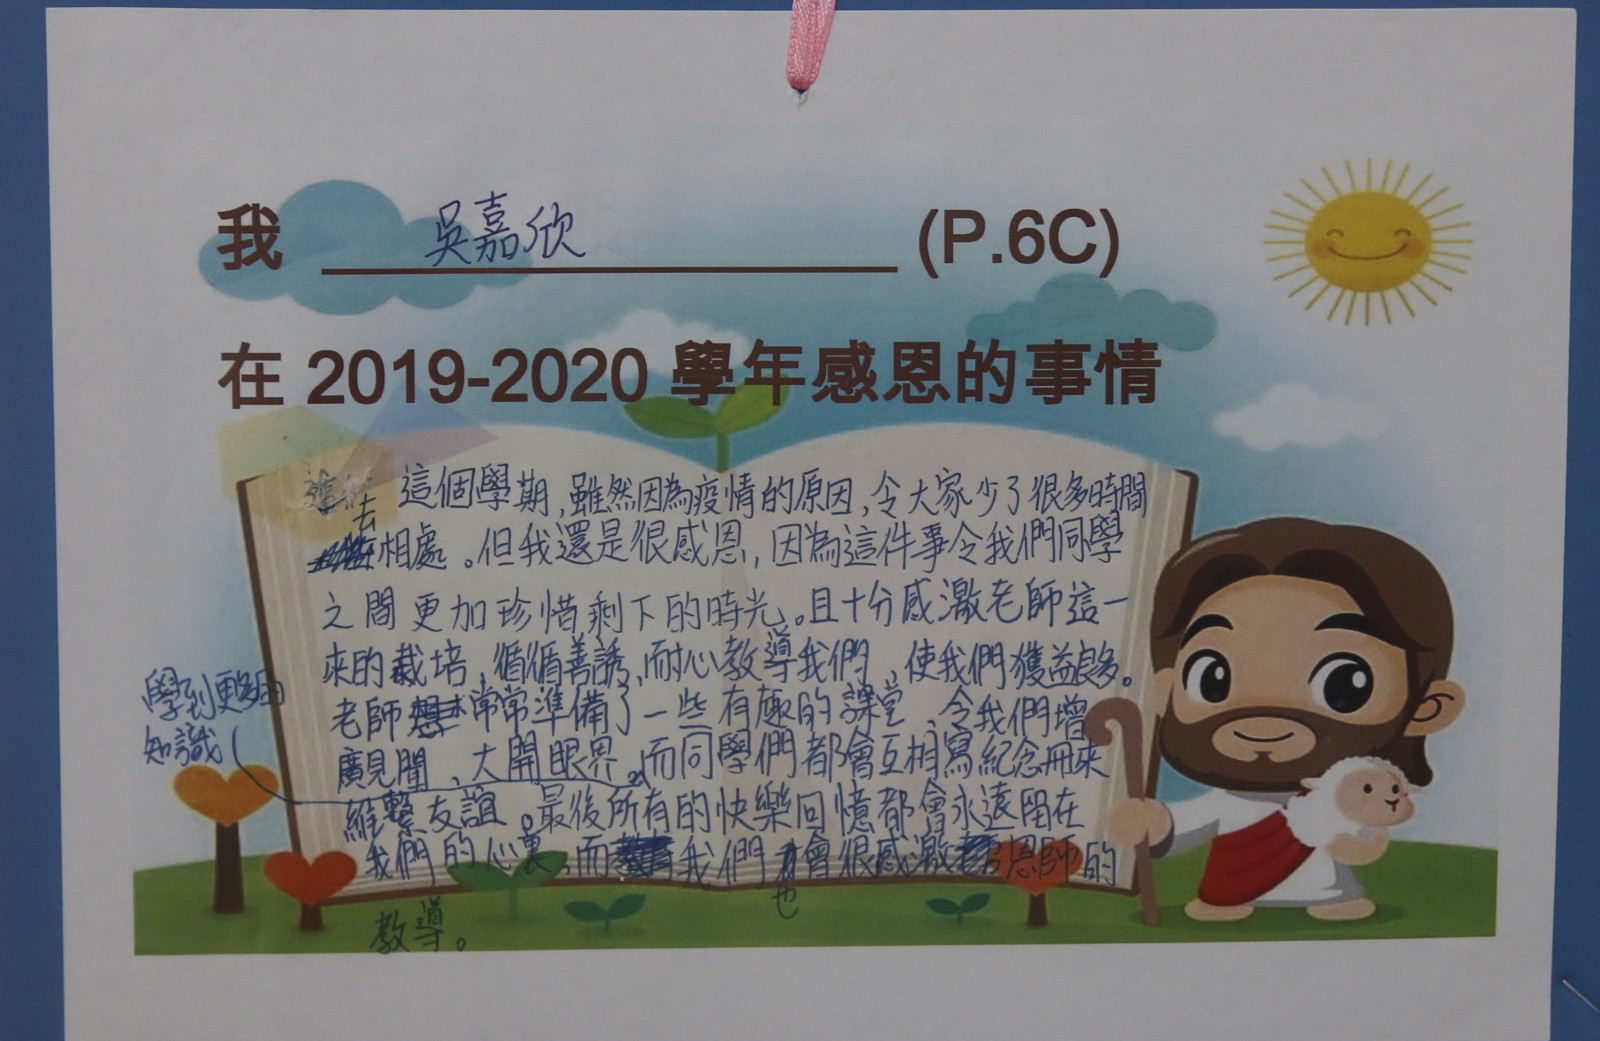 我 吳嘉欣 (P.6C)
在 2019-2020 學年感恩的事情
這個學期,雖然因為疫情的原因,令大家少了很多時間
去相處。但我還是很感恩,因為這件事令我們同學
之間更加珍惜剩下的時光。且十分感激老師這一
來的栽培,循循善誘,耐心教導我們,使我們獲益良多。
老師常常準備了一些有趣的課堂,令我們增
廣見聞、大開眼界。而同學們都會互相寫紀念冊來
學到更多
知識
維繫友誼。最後所有的快樂回憶都會永遠留在
我們的心裏,而我們也會很感激恩師的
教導。